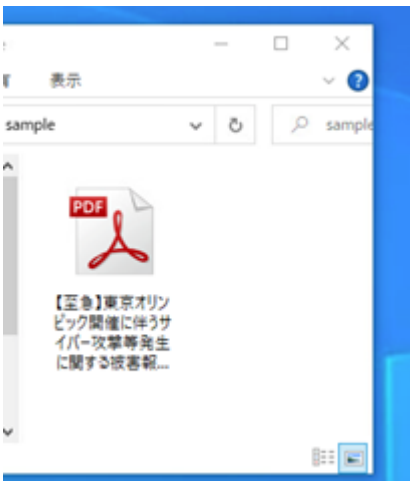 表示
sample
sample
PDF
【至急】東京オリン
ピック開催に伴うサ
イバー攻撃等発生
に関する被害報...